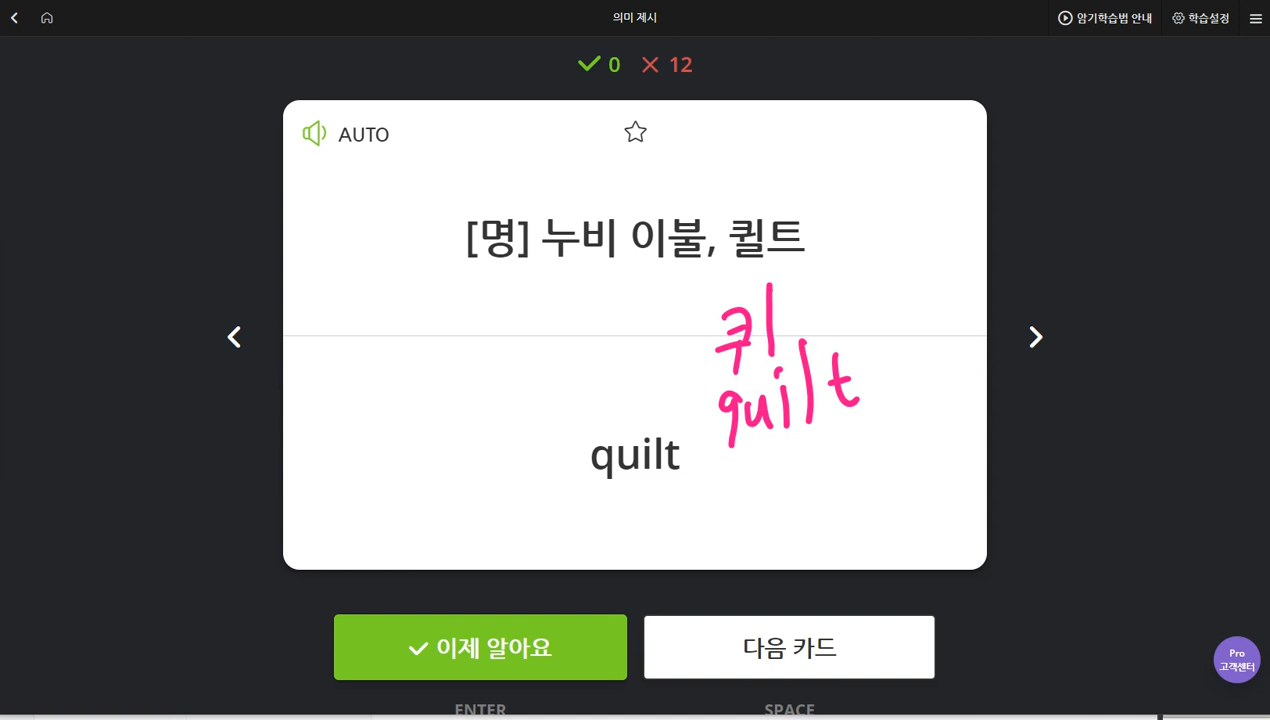 의미 제시
암기학습법 안내
학습설정
0 12
AUTO
[명] 누비 이불, 퀼트
퀴
quilt
quilt
이제 알아요
다음 카드
Pro
고객센터
ENTER
SPACE